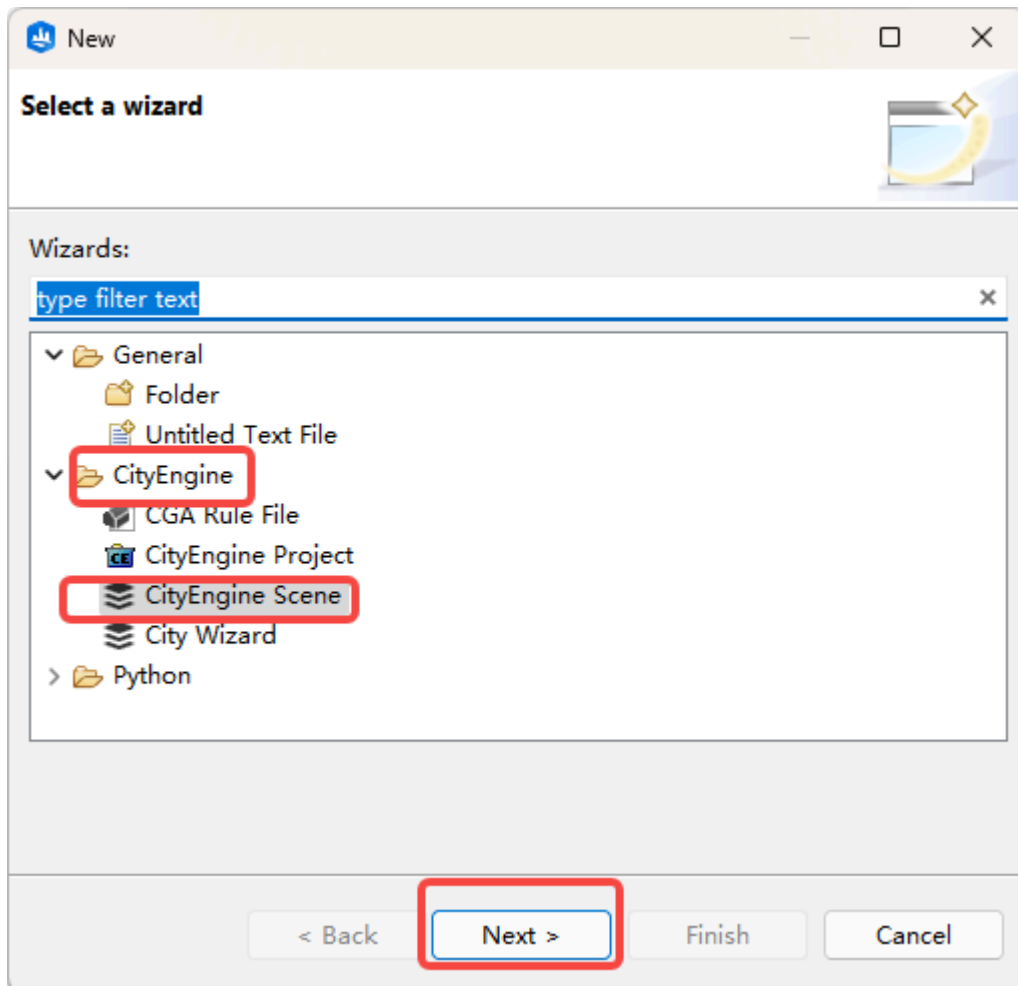 New
Select a wizard
Wizards:
type filter text
General
Folder
Untitled Text File
CityEngine
CGA Rule File
CE CityEngine Project
CityEngine Scene
City Wizard
Python
< Back Next > Finish Cancel